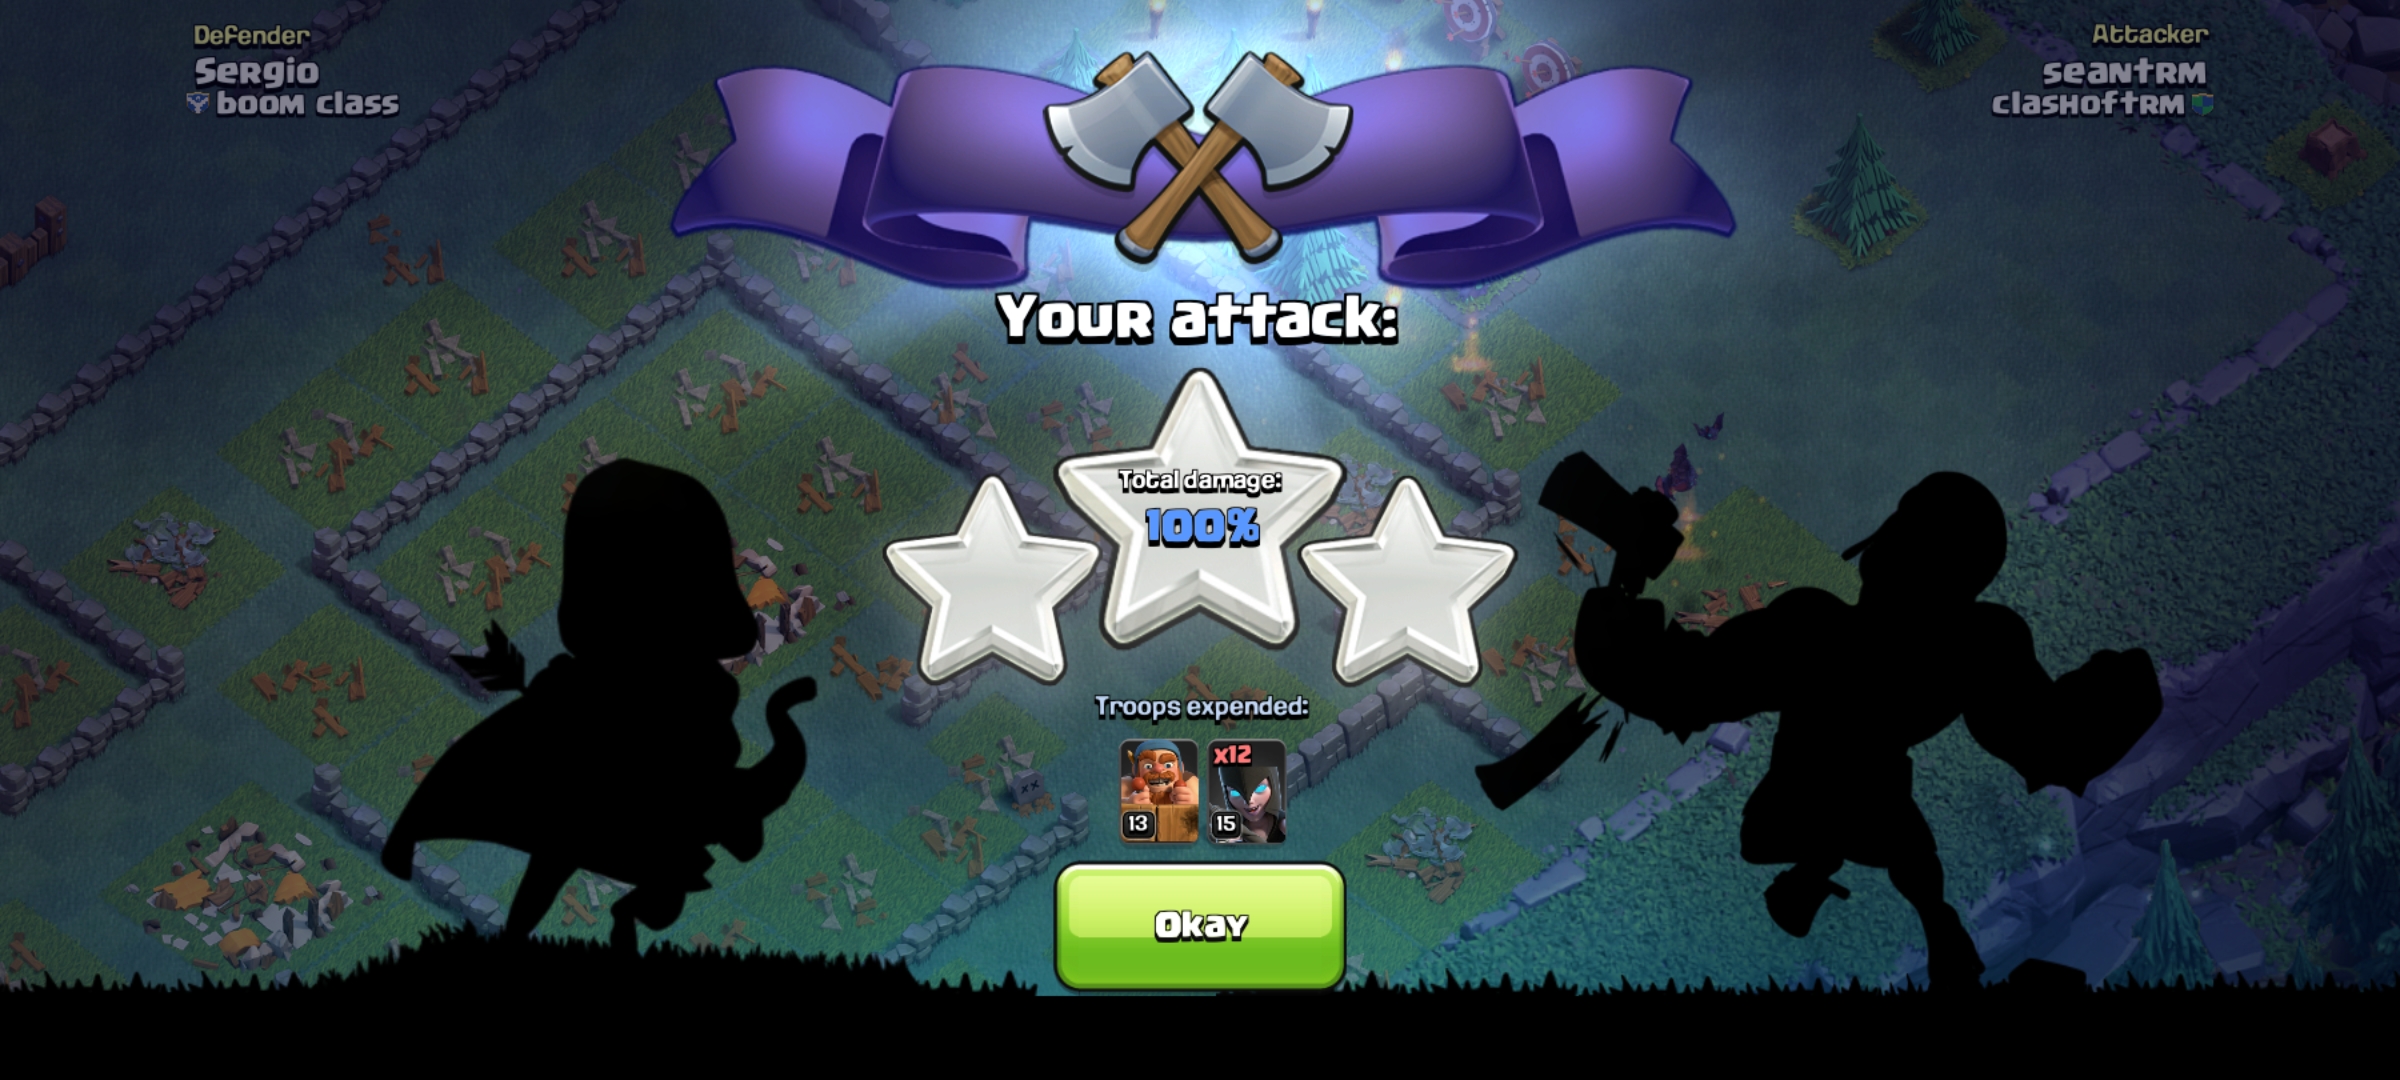 Defender
Sergio
boom class
Attacker
seantrm
clashoftrm
Your attack:
Total damage:
100%
Troops expended:
x12
13
15
Okay